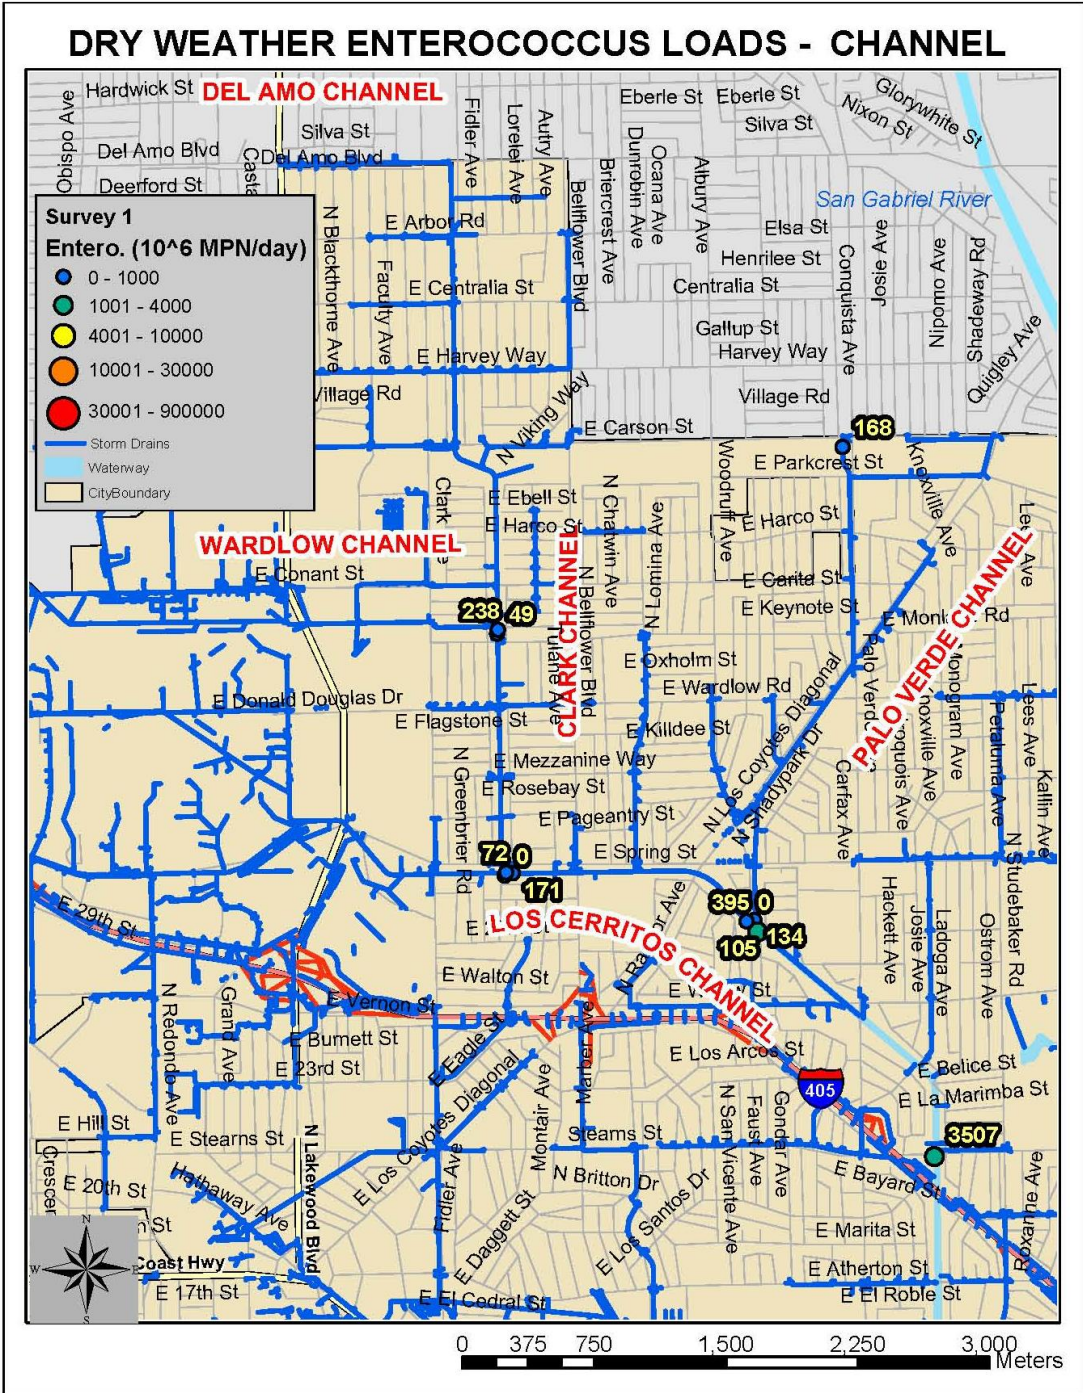 DRY WEATHER ENTEROCOCCUS LOADS - CHANNEL
Hardwick St
DEL AMO CHANNEL
Obispo Ave
Silva St
Del Amo Blvd
Del Amo Blvd
Deerford St
Fidler Ave
Lorelei Ave
Autry Ave
Eberle St
Eberle St
Silva St
Glorywhite St
Nixon St
Dunrobin Ave
Ocana Ave
Briercrest Ave
Albury Ave
Bellflower Blvd
San Gabriel River
Survey 1
Entero. (10^6 MPN/day)
0 - 1000
1001 - 4000
4001 - 10000
10001 - 30000
30001 - 900000
Storm Drains
Waterway
CityBoundary
N Blackthorne Ave
Faculty Ave
E Arbor Rd
E Centralia St
E Harvey Way
Village Rd
Elsa St
Henrilee St
Centralia St
Gallup St
Harvey Way
Village Rd
Conquista Ave
Josie Ave
Nipomo Ave
Shadeway Rd
Quigley Ave
N Viking Way
E Carson St
168
E Parkcrest St
Woodruff Ave
Knoxville Ave
Clark
E Ebell St
E Harco St
N Chatwin Ave
N Lomina Ave
E Harco St
WARDLOW CHANNEL
E Conant St
CLARK CHANNEL
N Bellflower Blvd
Tulane Ave
E Carita St
E Keynote St
PALO VERDE CHANNEL
238
49
E Oxholm St
E Wardlow Rd
E Donald Douglas Dr
E Flagstone St
E Killdee St
E Mezzanine Way
E Rosebay St
E Pageantry St
E Spring St
N Greenbrier Rd
N Los Coyotes Diagonal
N Shadypark Dr
Palo Verde
Carfax Ave
Monogram Ave
Petaluma Ave
Lees Ave
Kallin Ave
N Studebaker Rd
72
0
171
395
0
105
134
LOS CERRITOS CHANNEL
E 29th St
E Walton St
Hackett Ave
Josie Ave
Ladoga Ave
Ostrom Ave
N Redondo Ave
Grand Ave
E Vernon St
E Burnett St
E 23rd St
E Eagle St
E Los Coyotes Diagonal
Montair Ave
E Los Arcos St
405
E Belice St
E La Marimba St
E Hill St
E Stearns St
N Lakewood Blvd
Stearns St
N San Vicente Ave
Faust Ave
Gondar Ave
3507
E 20th St
Hathaway Ave
Fidler Ave
E Daggett St
N Britton Dr
E Los Santos Dr
E Bayard St
E Marita St
Roxanne Ave
E Atherton St
E El Roble St
Coast Hwy
E 17th St
E El Cedral St
N
W
E
S
0 375 750 1,500 2,250 3,000
Meters